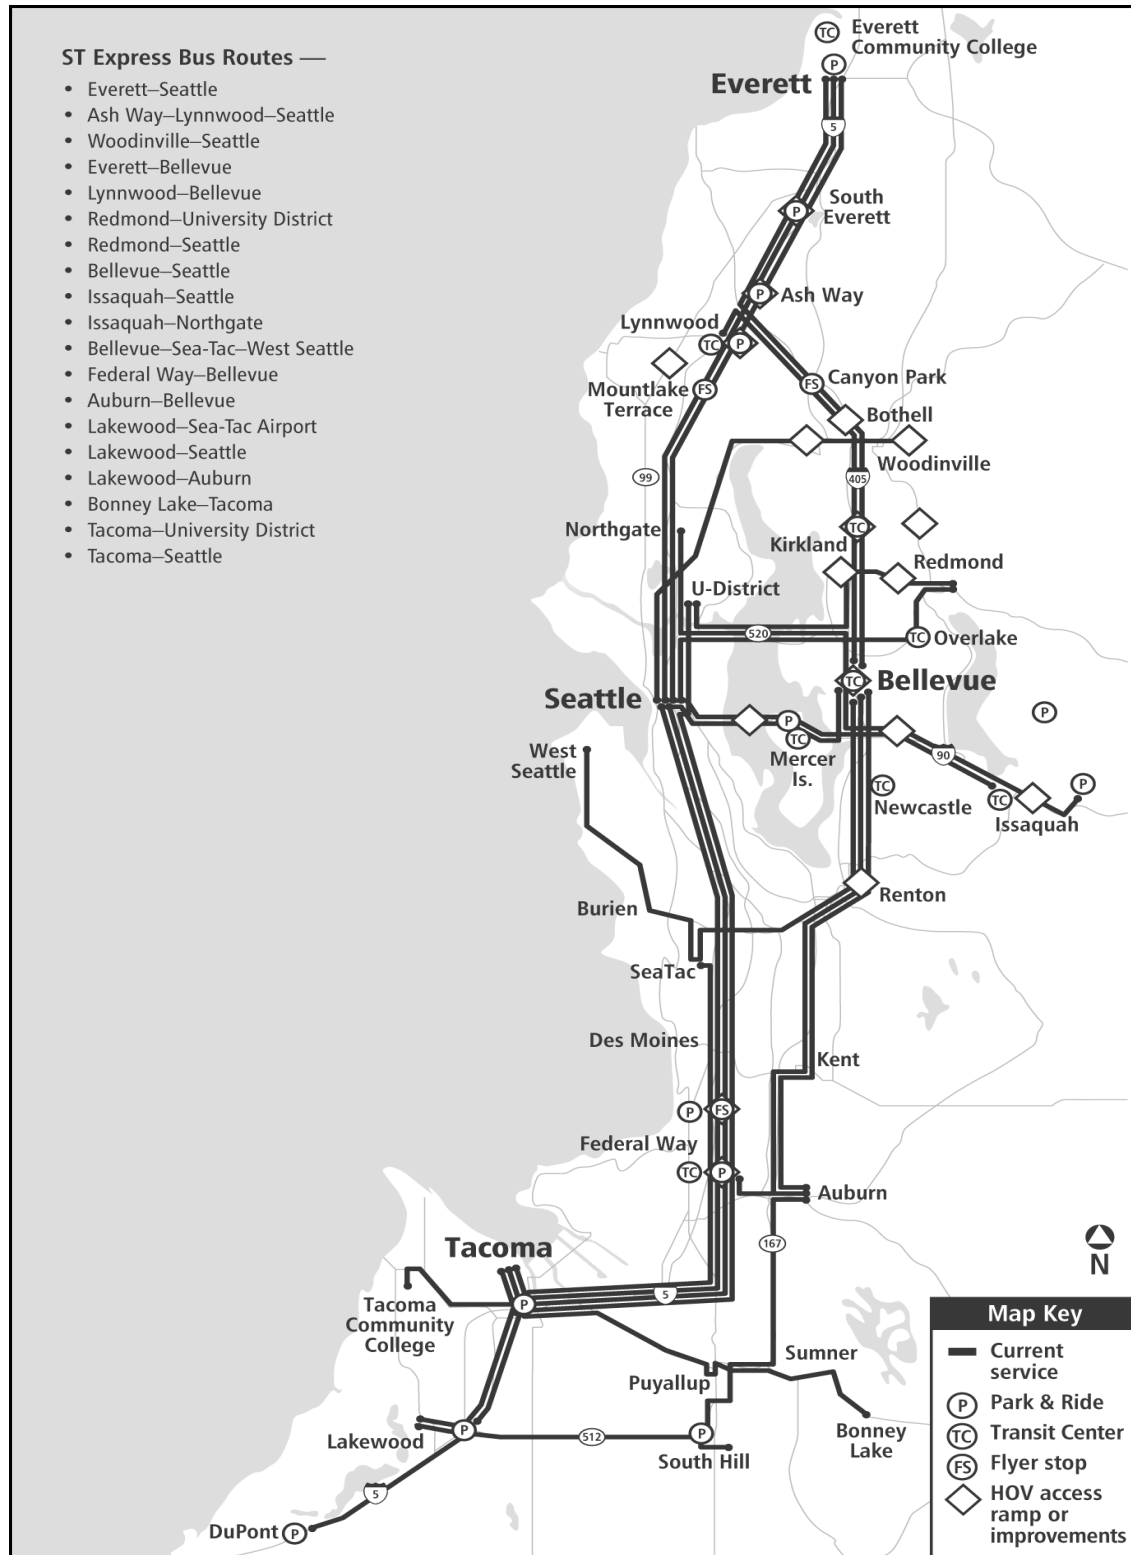 ST Express Bus Routes —
• Everett–Seattle
• Ash Way–Lynnwood–Seattle
• Woodinville–Seattle
• Everett–Bellevue
• Lynnwood–Bellevue
• Redmond–University District
• Redmond–Seattle
• Bellevue–Seattle
• Issaquah–Seattle
• Issaquah–Northgate
• Bellevue–Sea-Tac–West Seattle
• Federal Way–Bellevue
• Auburn–Bellevue
• Lakewood–Sea-Tac Airport
• Lakewood–Seattle
• Lakewood–Auburn
• Bonney Lake–Tacoma
• Tacoma–University District
• Tacoma–Seattle
TC
Everett
Community College
P
Everett
5
P
South
Everett
P
Ash Way
Lynnwood
TC
P
Mountlake
Terrace
FS
FS
Canyon Park
Bothell
Woodinville
99
405
Northgate
TC
Kirkland
Redmond
U-District
520
TC
Overlake
TC
Bellevue
Seattle
P
P
TC
Mercer
Is.
90
West
Seattle
TC
Newcastle
TC
P
Issaquah
Renton
Burien
SeaTac
Des Moines
Kent
P
FS
Federal Way
TC
P
Auburn
167
Tacoma
5
P
Tacoma
Community
College
Puyallup
Sumner
Bonney
Lake
Lakewood
P
512
P
South Hill
5
DuPont
P
N
Map Key
Current
service
P
Park & Ride
TC
Transit Center
FS
Flyer stop
HOV access
ramp or
improvements